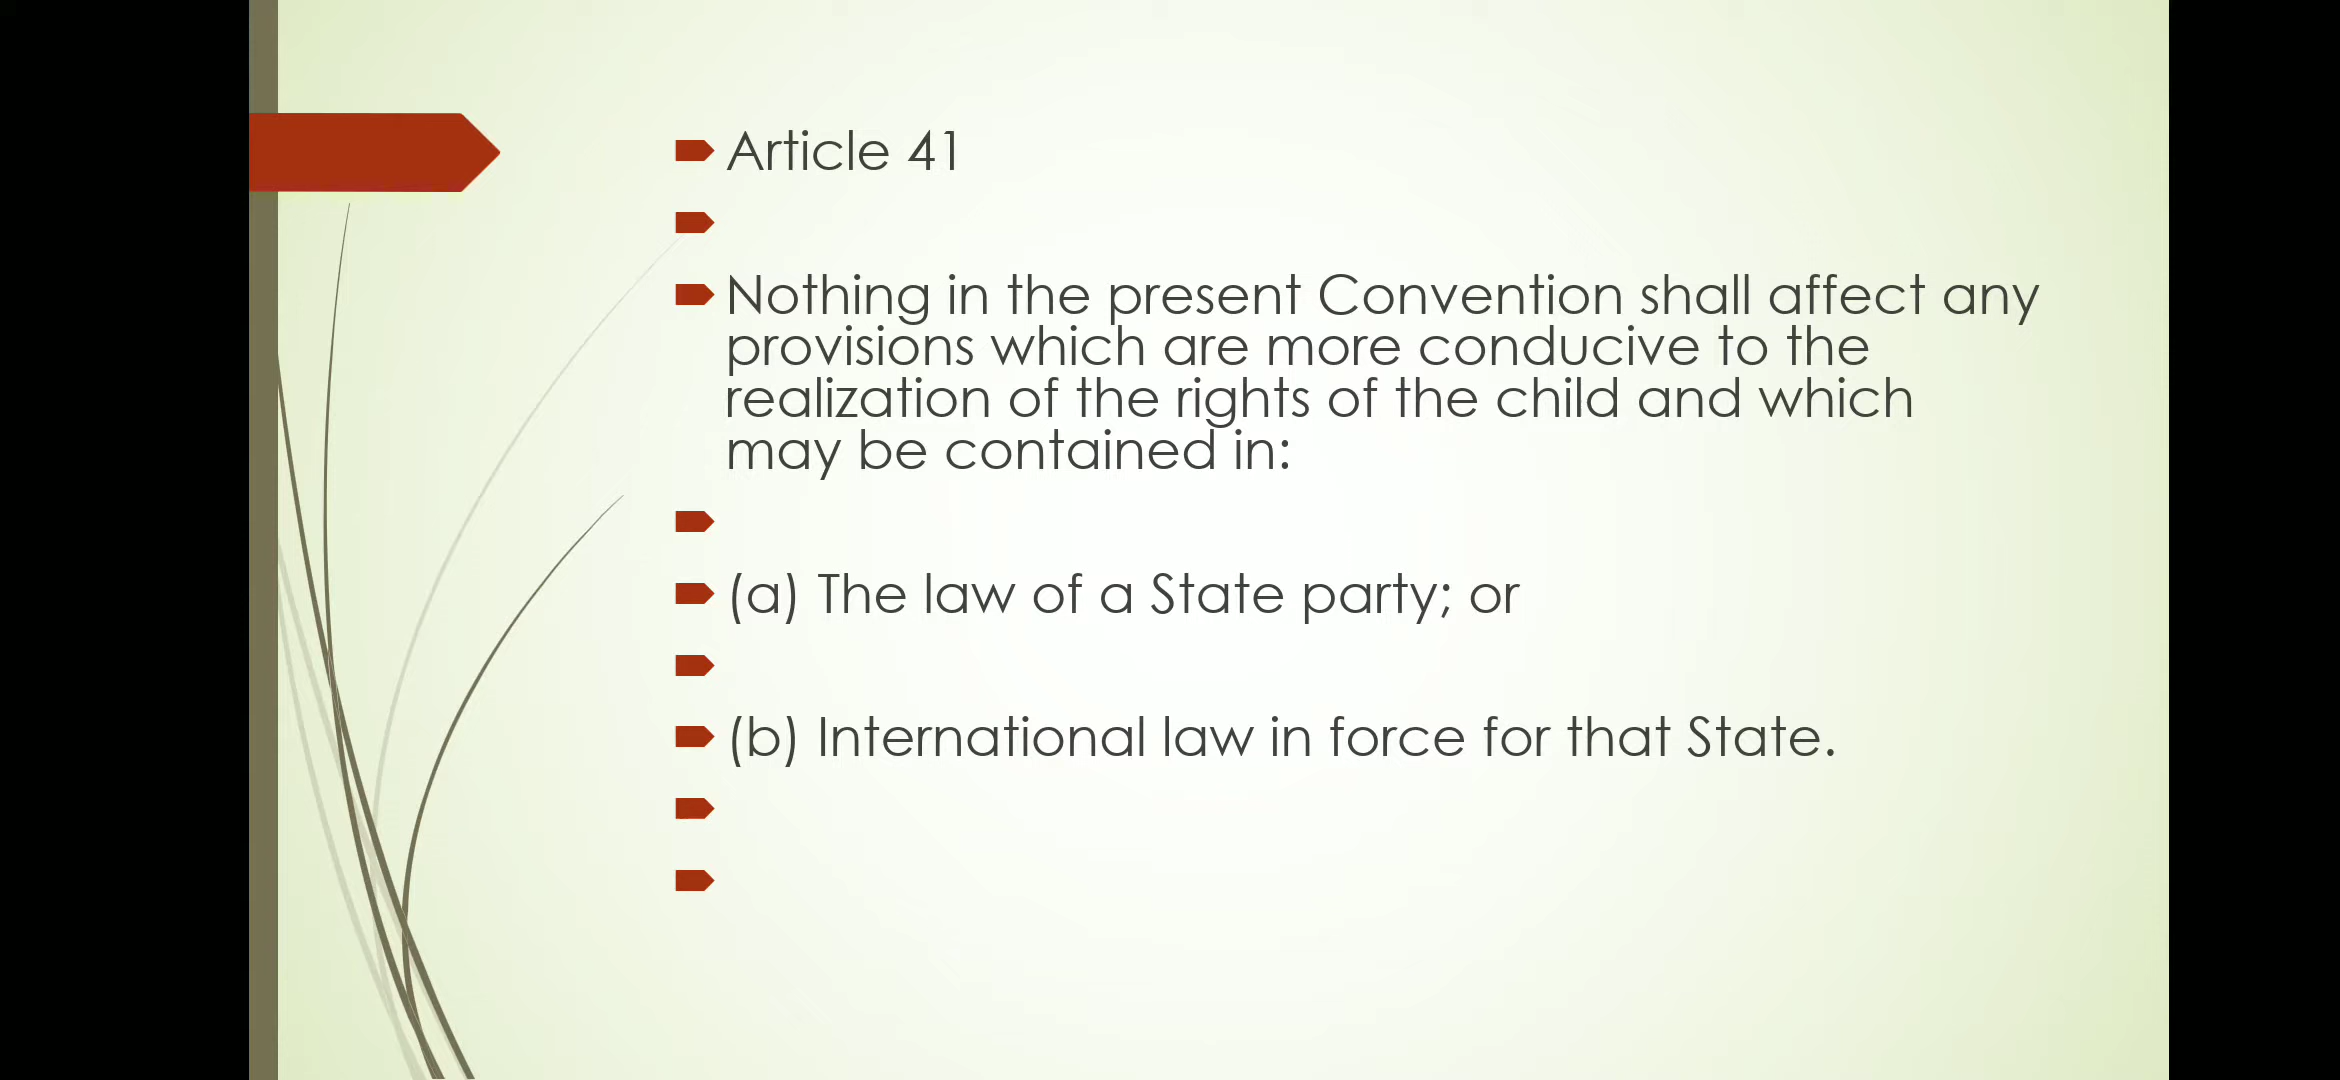 Article 41
Nothing in the present Convention shall affect any
provisions which are more conducive to the
realization of the rights of the child and which
may be contained in:
(a) The law of a State party; or
(b) International law in force for that State.